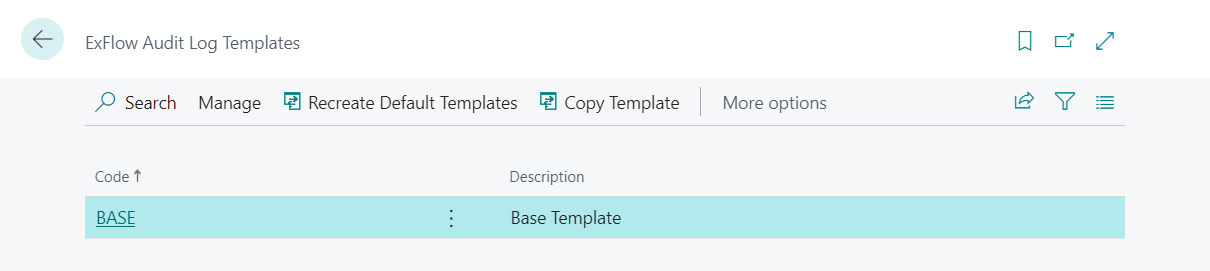 ExFlow Audit Log Templates
Search Manage Recreate Default Templates Copy Template More options
Code ↑ Description
BASE Base Template